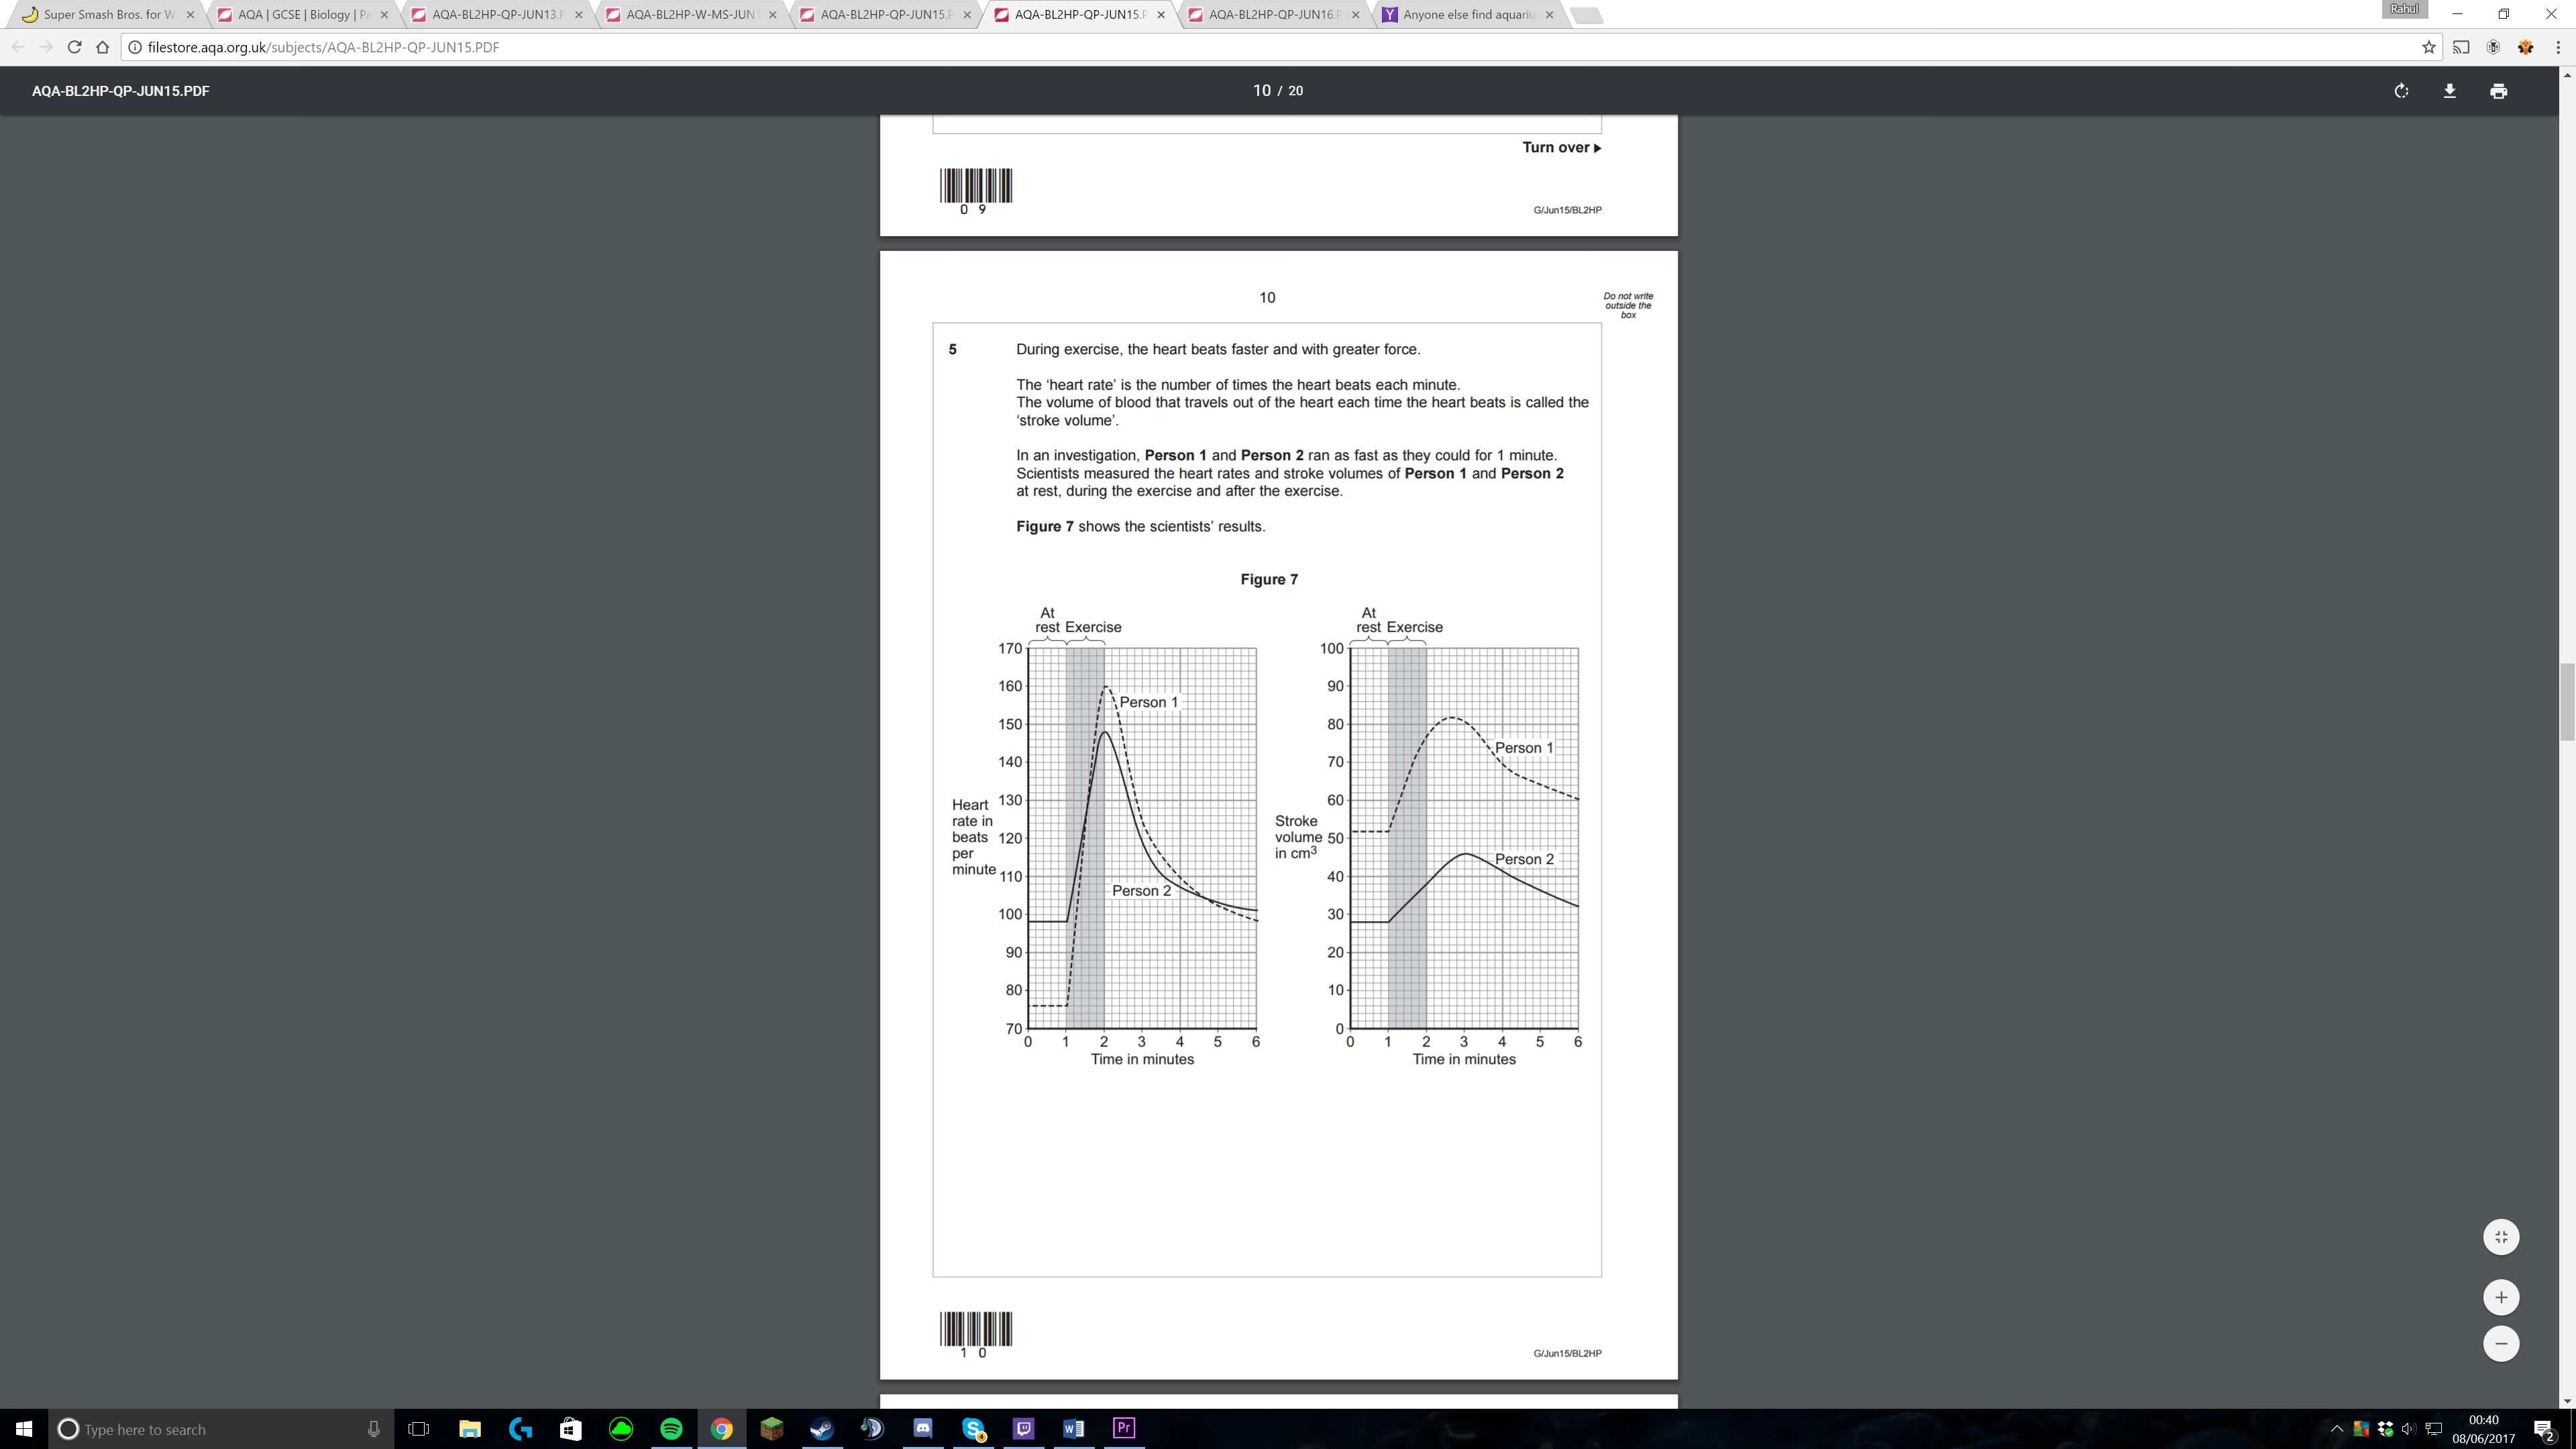 Super Smash Bros. for W
AQA | GCSE | Biology | Pa
AQA-BL2HP-QP-JUN13.P
AQA-BL2HP-W-MS-JUN1
AQA-BL2HP-QP-JUN15.P
AQA-BL2HP-QP-JUN15.P
AQA-BL2HP-QP-JUN16.P
Anyone else find aquariu
Rahul
filestore.aqa.org.uk/subjects/AQA-BL2HP-QP-JUN15.PDF
AQA-BL2HP-QP-JUN15.PDF
10 / 20
Turn over
0 9
G/Jun15/BL2HP
10
Do not write
outside the
box
5 During exercise, the heart beats faster and with greater force.
The ‘heart rate’ is the number of times the heart beats each minute.
The volume of blood that travels out of the heart each time the heart beats is called the
‘stroke volume’.
In an investigation, Person 1 and Person 2 ran as fast as they could for 1 minute.
Scientists measured the heart rates and stroke volumes of Person 1 and Person 2
at rest, during the exercise and after the exercise.
Figure 7 shows the scientists’ results.
Figure 7
At
rest Exercise
170
160
150
140
130
120
110
100
90
80
70
Heart
rate in
beats
per
minute
Person 1
Person 2
0 1 2 3 4 5 6
Time in minutes
At
rest Exercise
100
90
80
70
60
50
40
30
20
10
0
Stroke
volume
in cm³
Person 1
Person 2
0 1 2 3 4 5 6
Time in minutes
1 0
G/Jun15/BL2HP
Type here to search
Pr
00:40
08/06/2017
2